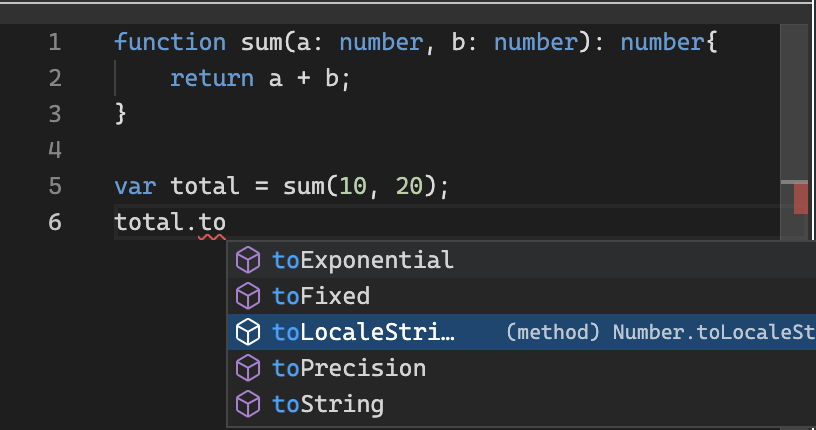 1 function sum(a: number, b: number): number{
2 return a + b;
3 }
4
5 var total = sum(10, 20);
6 total.to
toExponential
toFixed
toLocaleStri… (method) Number.toLocaleSt
toPrecision
toString